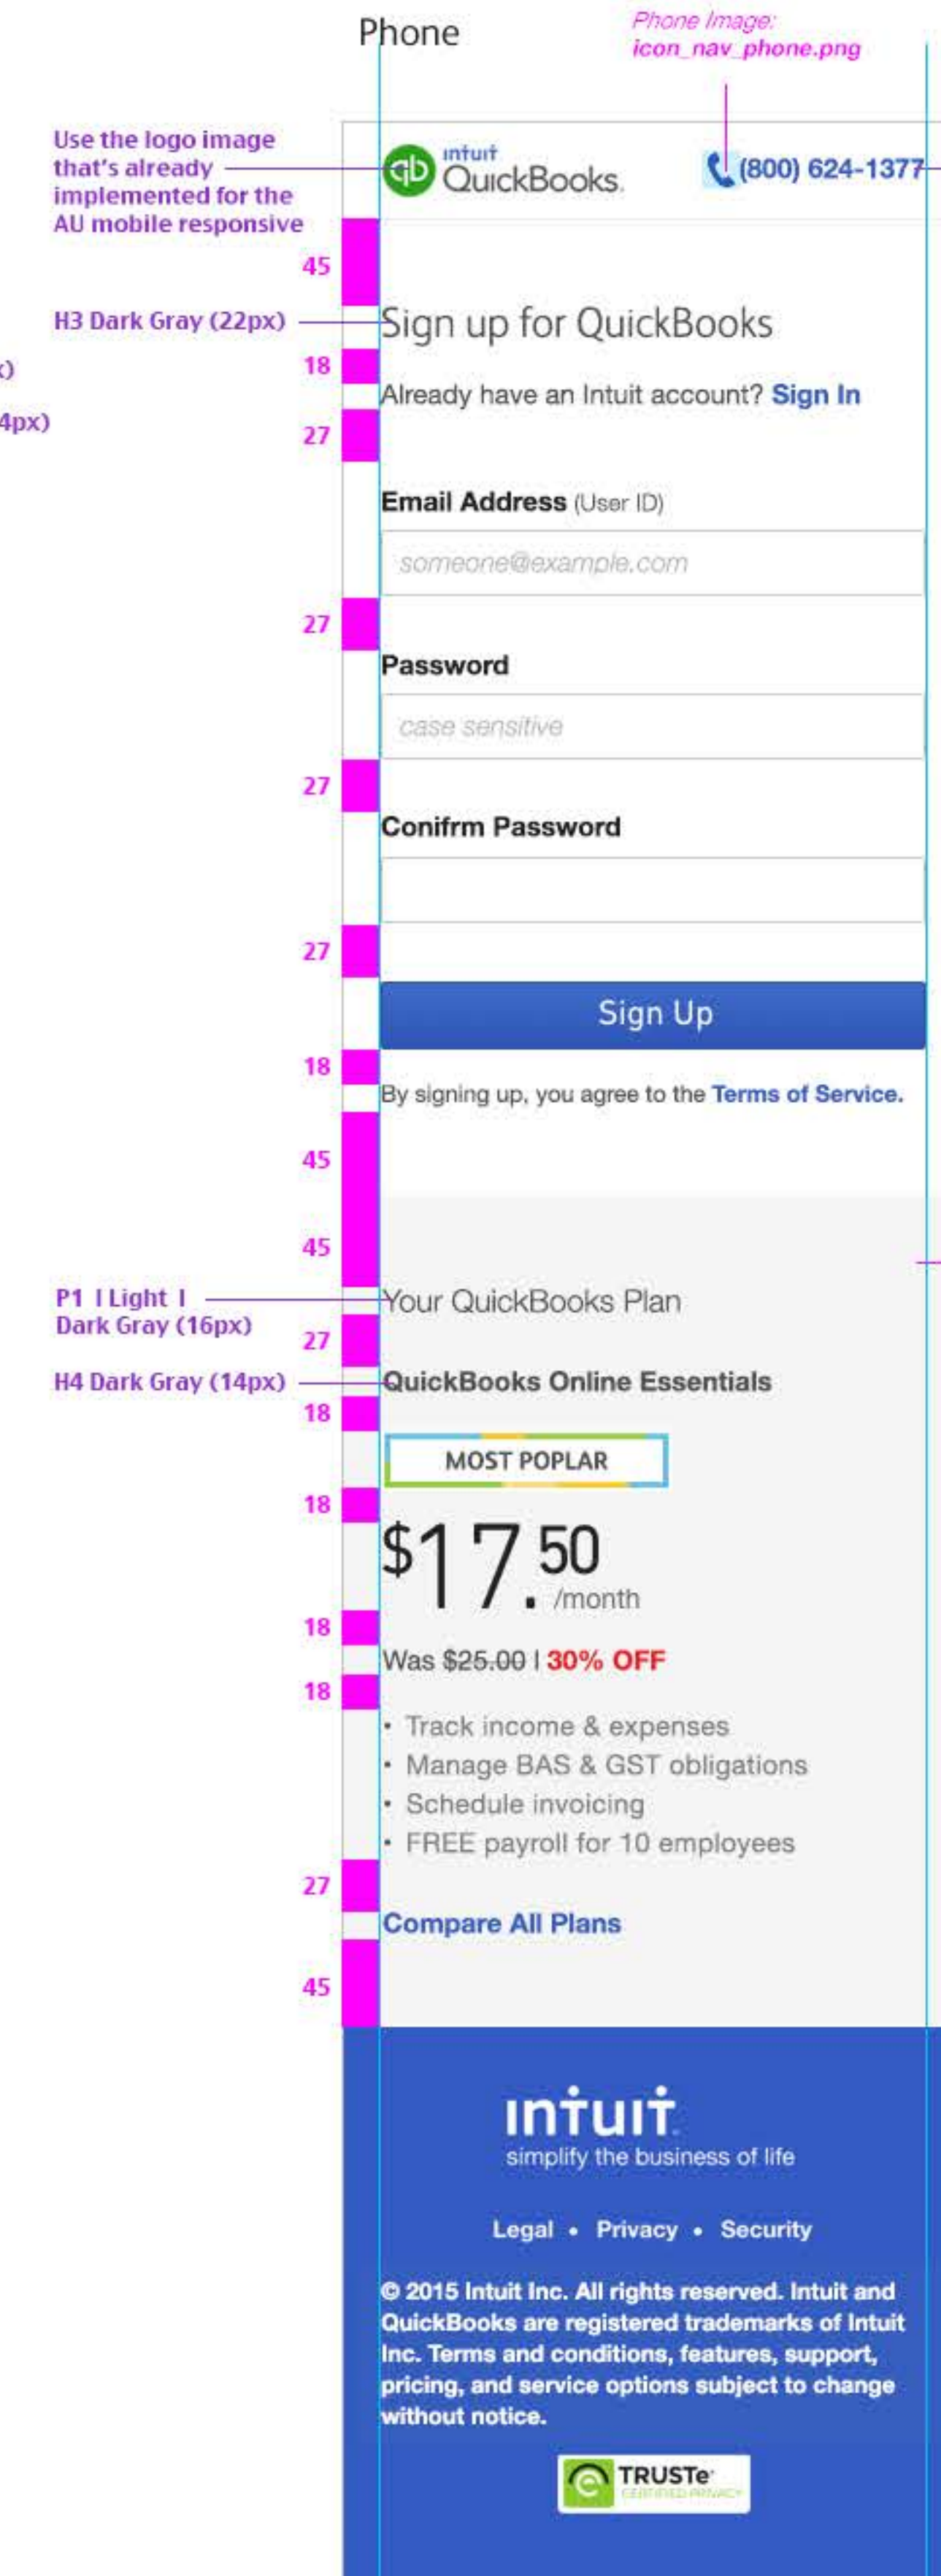 Phone
Phone Image:
icon_nav_phone.png
Use the logo image
that's already
implemented for the
AU mobile responsive
intuit
qb QuickBooks.
(800) 624-1377
45
H3 Dark Gray (22px)
Sign up for QuickBooks
18
Already have an Intuit account? Sign In
4px)
27
Email Address (User ID)
someone@example.com
27
Password
case sensitive
27
Conifrm Password
27
Sign Up
18
By signing up, you agree to the Terms of Service.
45
45
P1 | Light |
Dark Gray (16px)
Your QuickBooks Plan
27
H4 Dark Gray (14px)
QuickBooks Online Essentials
18
MOST POPLAR
18
$17.50
/month
18
Was $25.00 | 30% OFF
18
• Track income & expenses
• Manage BAS & GST obligations
• Schedule invoicing
• FREE payroll for 10 employees
27
Compare All Plans
45
intuit
simplify the business of life
Legal • Privacy • Security
© 2015 Intuit Inc. All rights reserved. Intuit and
QuickBooks are registered trademarks of Intuit
Inc. Terms and conditions, features, support,
pricing, and service options subject to change
without notice.
TRUSTe
CERTIFIED PRIVACY